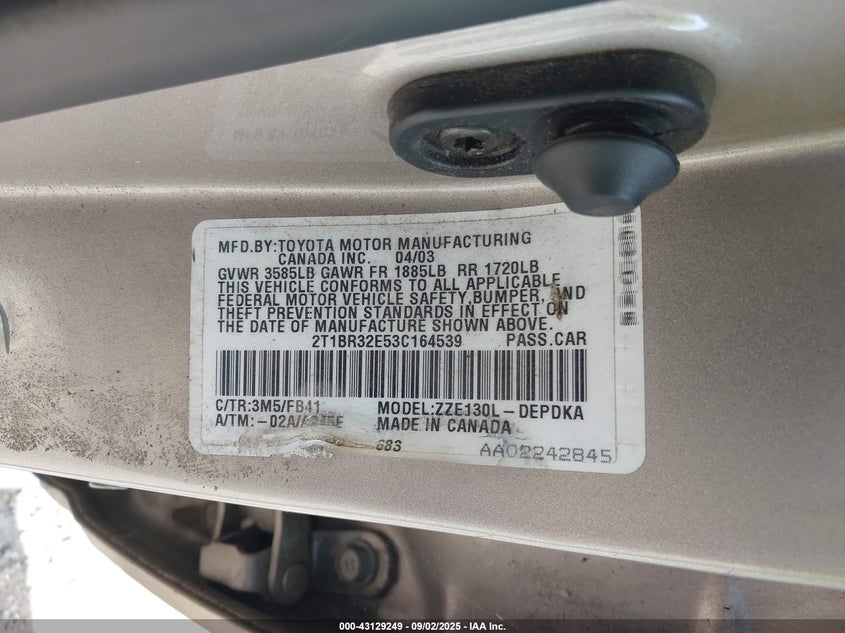 MFD.BY:TOYOTA MOTOR MANUFACTURING
CANADA INC. 04/03
GVWR 3585LB GAWR FR 1885LB RR 1720LB
THIS VEHICLE CONFORMS TO ALL APPLICABLE
FEDERAL MOTOR VEHICLE SAFETY,BUMPER, AND
THEFT PREVENTION STANDARDS IN EFFECT ON
THE DATE OF MANUFACTURE SHOWN ABOVE.
2T1BR32E53C164539 PASS.CAR
C/TR:3M5/FB41 MODEL:ZZE130L-DEPDKA
A/TM:-02A/ MADE IN CANADA
683
AA02242845
000-43129249 - 09/02/2025 - IAA Inc.